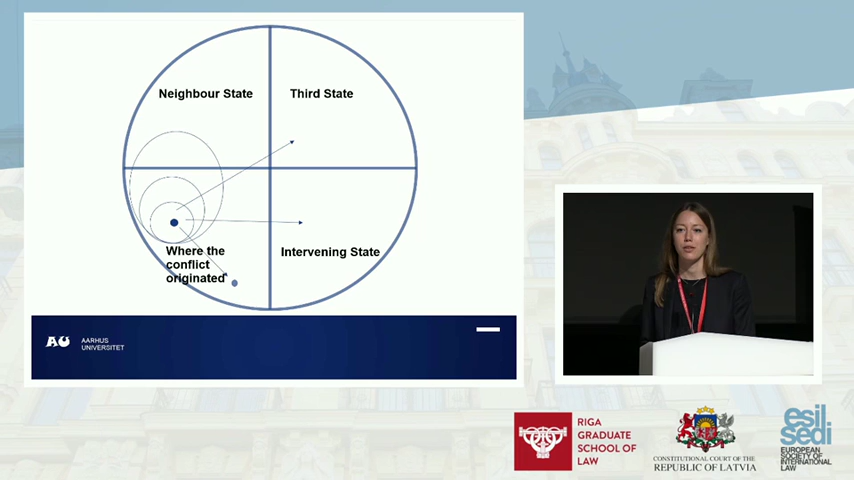 Neighbour State
Third State
Where the
conflict
originated
Intervening State
AU
AARHUS
UNIVERSITET
RIGA
GRADUATE
SCHOOL OF
LAW
CONSTITUTIONAL COURT OF THE
REPUBLIC OF LATVIA
esil
sedi
EUROPEAN
SOCIETY OF
INTERNATIONAL
LAW